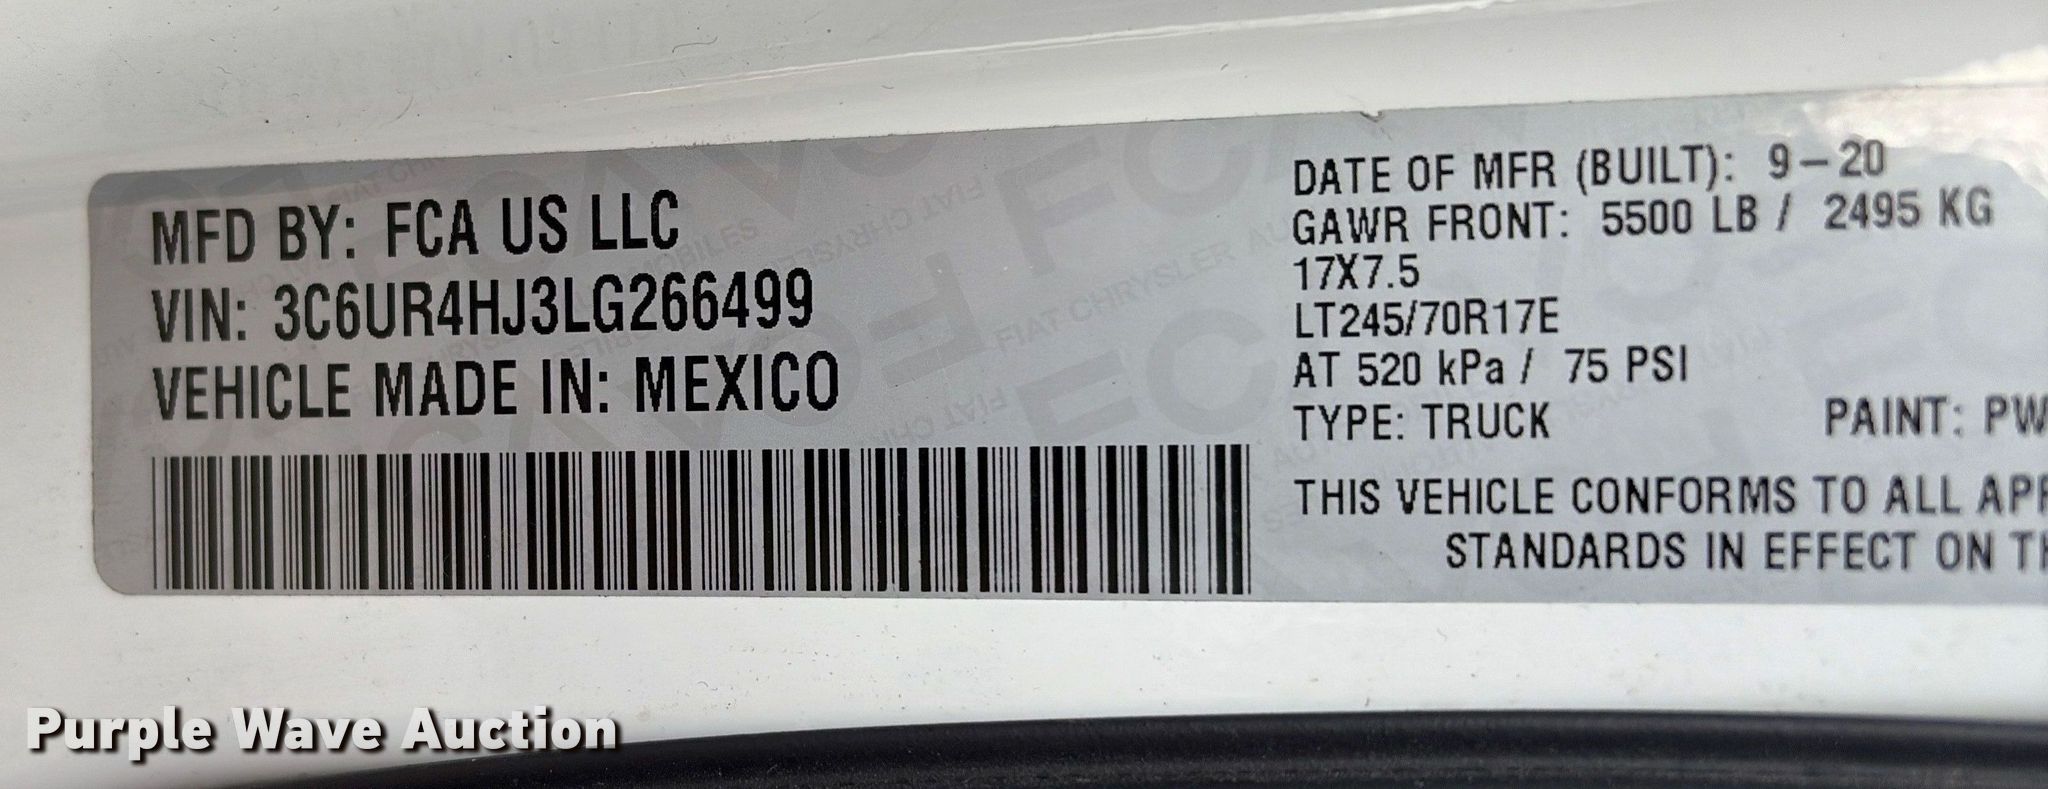 MFD BY: FCA US LLC
VIN: 3C6UR4HJ3LG266499
VEHICLE MADE IN: MEXICO
DATE OF MFR (BUILT): 9-20
GAWR FRONT: 5500 LB / 2495 KG
17X7.5
LT245/70R17E
AT 520 kPa / 75 PSI
TYPE: TRUCK PAINT: PW
THIS VEHICLE CONFORMS TO ALL
STANDARDS IN EFFECT ON
Purple Wave Auction